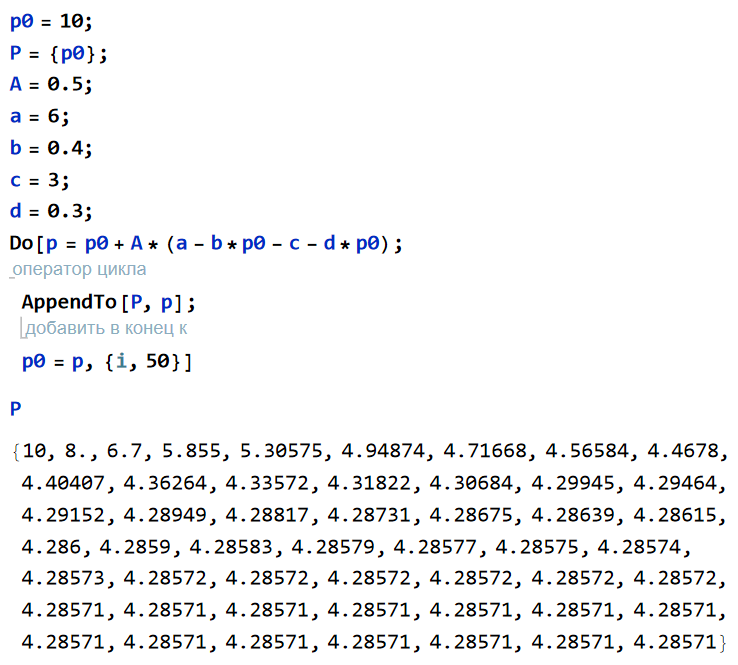 p0 = 10;
P = {p0};
A = 0.5;
a = 6;
b = 0.4;
c = 3;
d = 0.3;
Do[p = p0 + A * (a - b * p0 - c - d * p0);
оператор цикла
AppendTo[P, p];
добавить в конец к
p0 = p, {i, 50}]
P
{10, 8., 6.7, 5.855, 5.30575, 4.94874, 4.71668, 4.56584, 4.4678,
4.40407, 4.36264, 4.33572, 4.31822, 4.30684, 4.29945, 4.29464,
4.29152, 4.28949, 4.28817, 4.28731, 4.28675, 4.28639, 4.28615,
4.286, 4.2859, 4.28583, 4.28579, 4.28577, 4.28575, 4.28574,
4.28573, 4.28572, 4.28572, 4.28572, 4.28572, 4.28572, 4.28572,
4.28571, 4.28571, 4.28571, 4.28571, 4.28571, 4.28571, 4.28571,
4.28571, 4.28571, 4.28571, 4.28571, 4.28571, 4.28571, 4.28571}